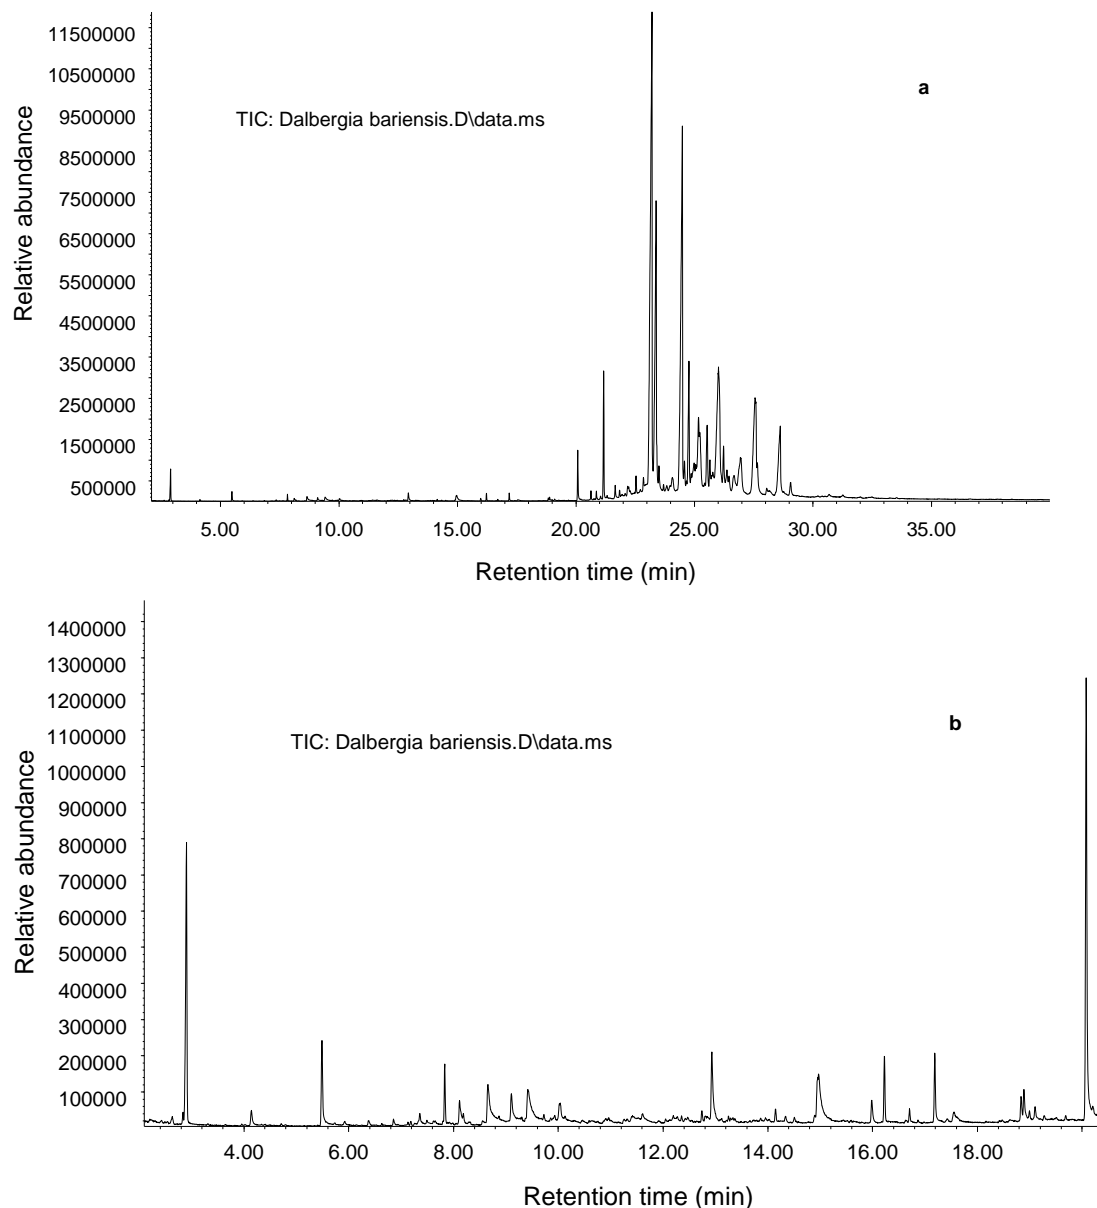 11500000
a
10500000
TIC: Dalbergia bariensis.D\data.ms
9500000
8500000
7500000
6500000
5500000
4500000
3500000
2500000
1500000
500000
Relative abundance
5.00 10.00 15.00 20.00 25.00 30.00 35.00
Retention time (min)
1400000
1300000
1200000
b
1100000
TIC: Dalbergia bariensis.D\data.ms
1000000
900000
800000
700000
600000
500000
400000
300000
200000
100000
Relative abundance
4.00 6.00 8.00 10.00 12.00 14.00 16.00 18.00
Retention time (min)